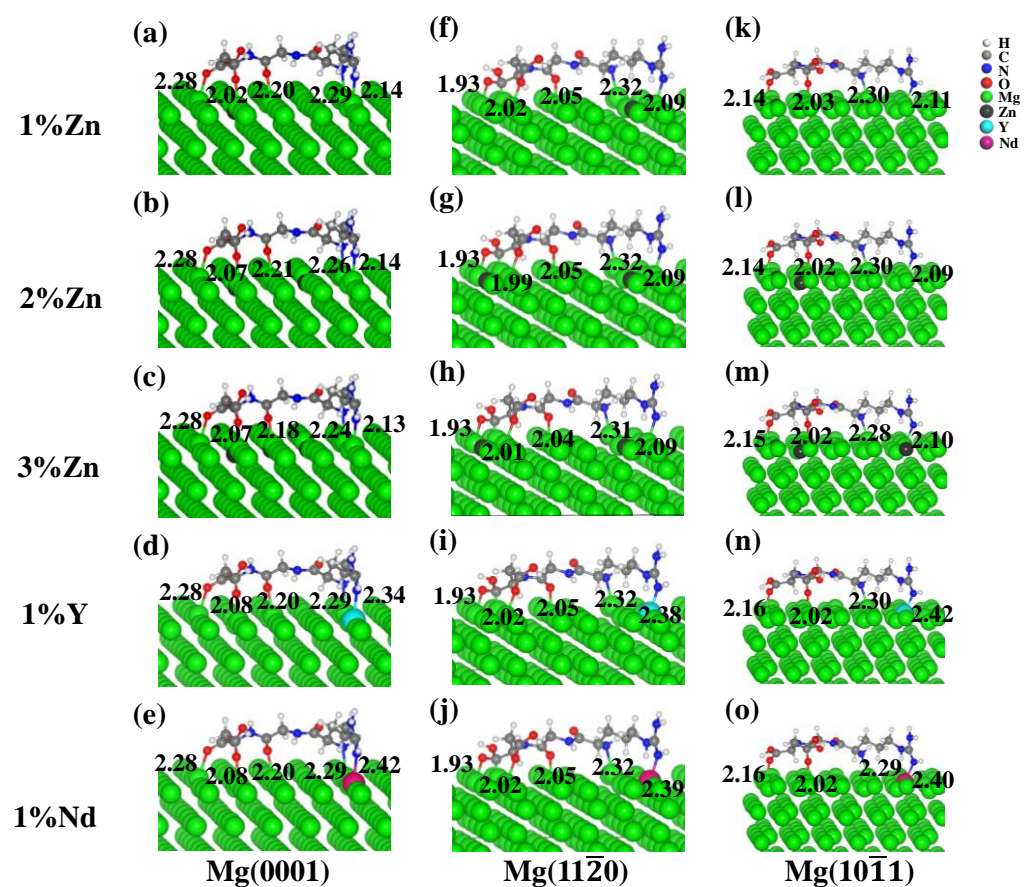 (a)
(f)
(k)
H
C
N
O
Mg
Zn
Y
Nd
1%Zn
2.28 2.02 2.20 2.29 2.14
1.93 2.02 2.05 2.32 2.09
2.14 2.03 2.30 2.11
(b)
(g)
(l)
2%Zn
2.28 2.07 2.21 2.26 2.14
1.93 1.99 2.05 2.32 2.09
2.14 2.02 2.30 2.09
(c)
(h)
(m)
3%Zn
2.28 2.07 2.18 2.24 2.13
1.93 2.01 2.04 2.31 2.09
2.15 2.02 2.28 2.10
(d)
(i)
(n)
1%Y
2.28 2.08 2.20 2.29 2.34
1.93 2.02 2.05 2.32 2.38
2.16 2.02 2.30 2.42
(e)
(j)
(o)
1%Nd
2.28 2.08 2.20 2.29 2.42
1.93 2.02 2.05 2.32 2.39
2.16 2.02 2.29 2.40
Mg(0001)
Mg(112̅0)
Mg(101̅1)